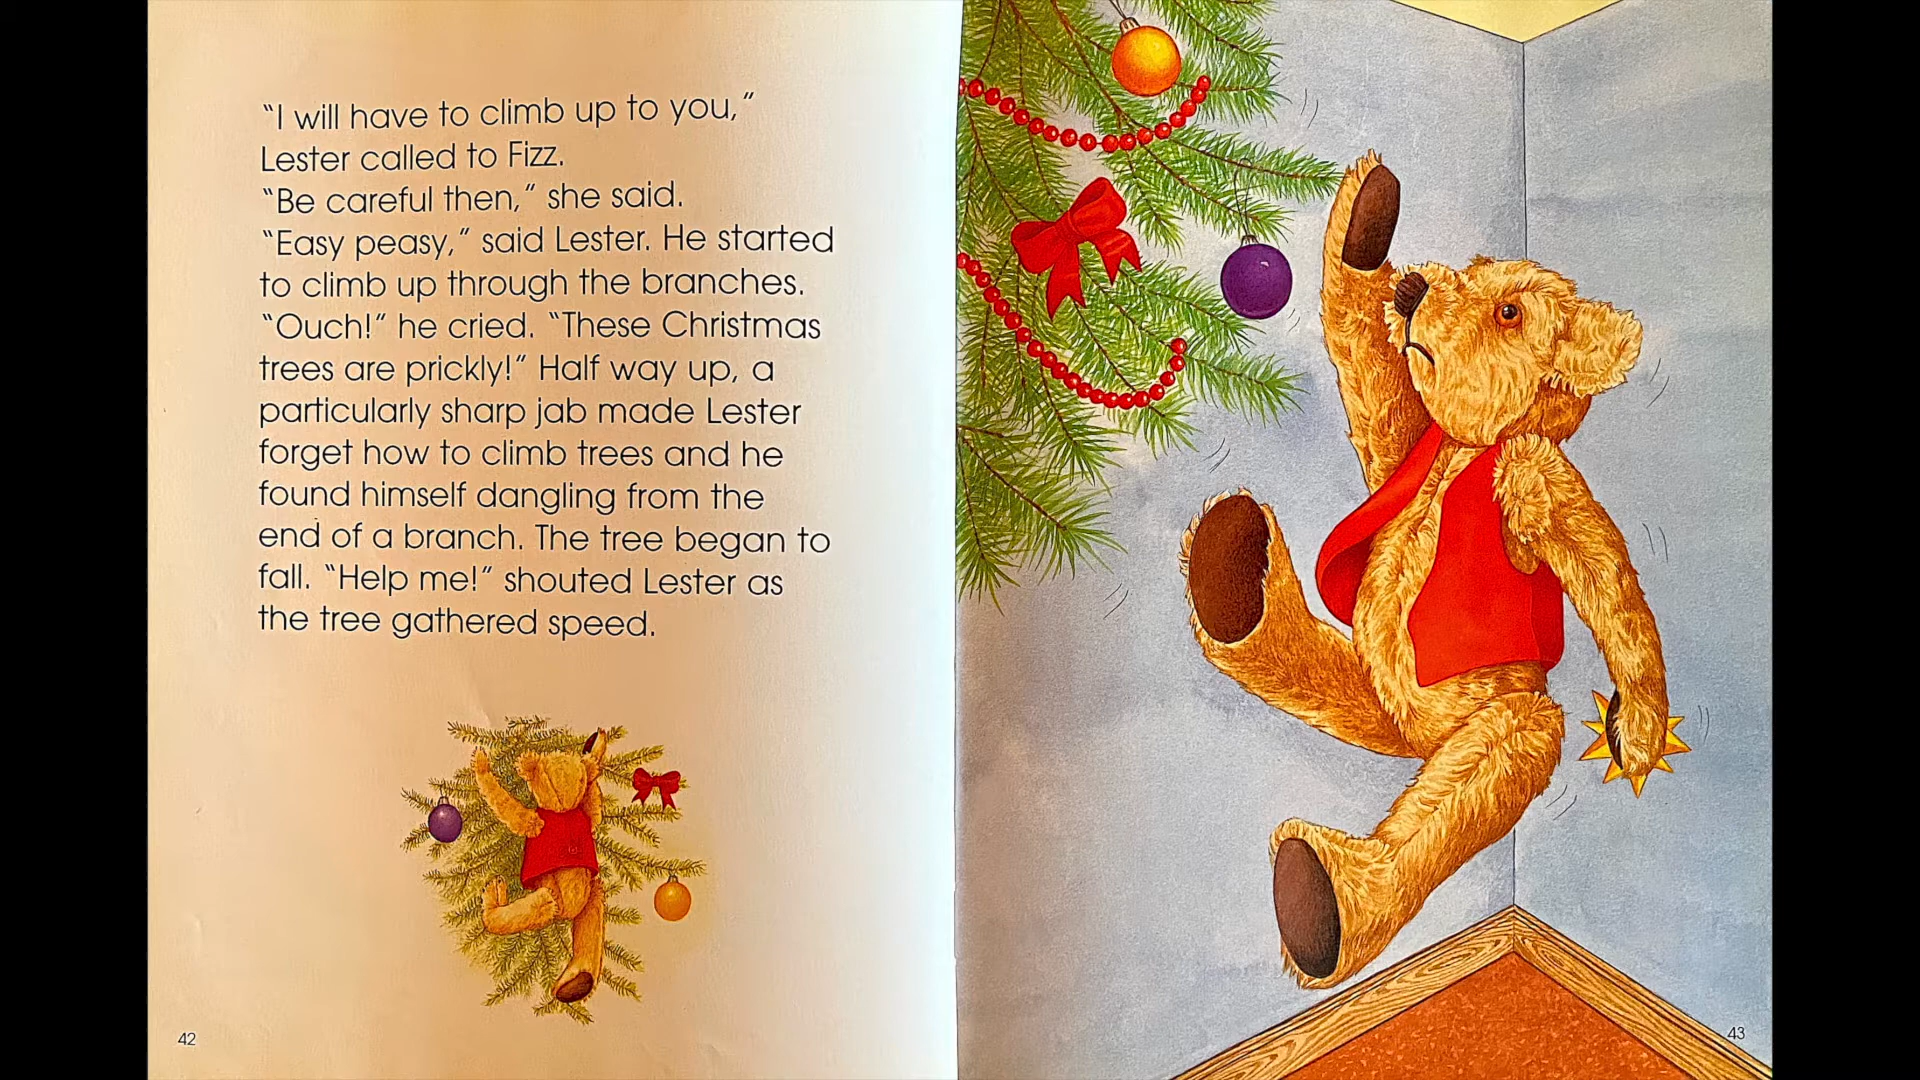 “I will have to climb up to you,”
Lester called to Fizz.
“Be careful then,” she said.
“Easy peasy,” said Lester. He started
to climb up through the branches.
“Ouch!” he cried. “These Christmas
trees are prickly!” Half way up, a
particularly sharp jab made Lester
forget how to climb trees and he
found himself dangling from the
end of a branch. The tree began to
fall. “Help me!” shouted Lester as
the tree gathered speed.
42
43